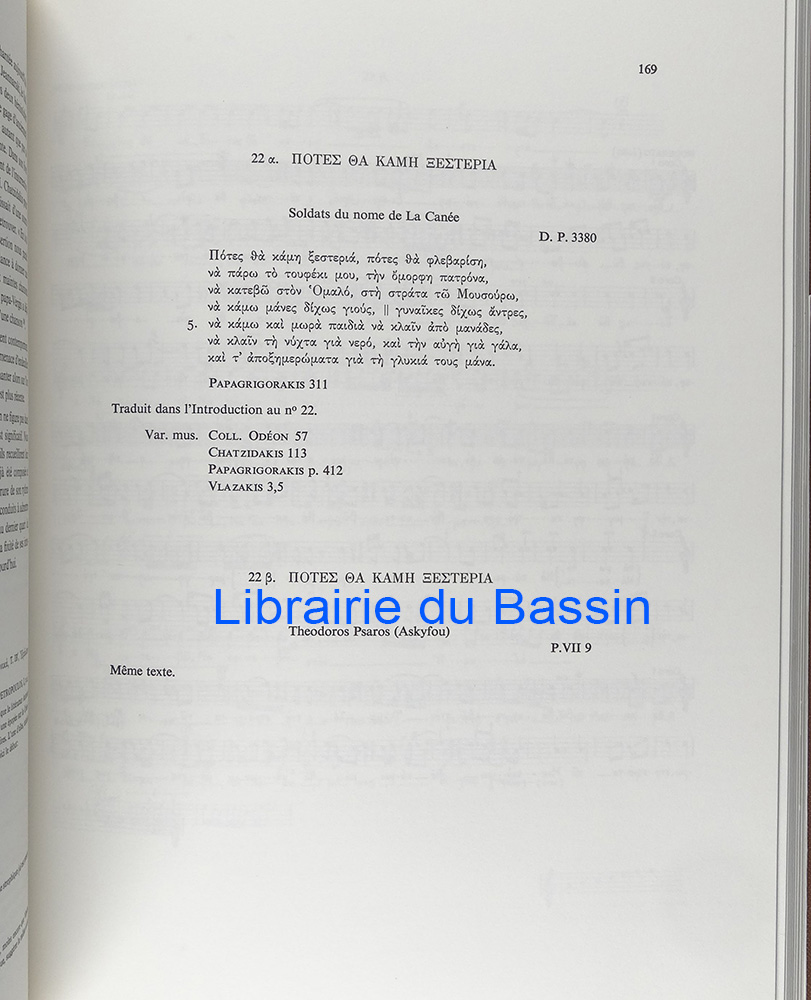 169
22 α. ΠΟΤΕΣ ΘΑ ΚΑΜΗ ΞΕΣΤΕΡΙΑ
Soldats du nome de La Canée
D. P. 3380
Πότες θὰ κάμη ξεστεριά, πότες θὰ φλεβαρίση,
νὰ πάρω τὸ τουφέκι μου, τὴν ὄμορφη πατρόνα,
νὰ κατεβῶ στὸν Ὁμαλό, στὴ στράτα τῶ Μουσούρω,
νὰ κάμω μάνες δίχως γιούς, || γυναῖκες δίχως ἄντρες,
5. νὰ κάμω καὶ μωρὰ παιδιὰ νὰ κλαῖν ἀπὸ μανάδες,
νὰ κλαῖν τὴ νύχτα γιὰ νερό, καὶ τὴν αὐγὴ γιὰ γάλα,
καὶ τ' ἀποξημερώματα γιὰ τὴ γλυκιά τους μάνα.
PAPAGRIGORAKIS 311
Traduit dans l'Introduction au nº 22.
Var. mus. COLL. ODÉON 57
CHATZIDAKIS 113
PAPAGRIGORAKIS p. 412
VLAZAKIS 3,5
22 β. ΠΟΤΕΣ ΘΑ ΚΑΜΗ ΞΕΣΤΕΡΙΑ
Librairie du Bassin
Theodoros Psaros (Askyfou)
P.VII 9
Même texte.